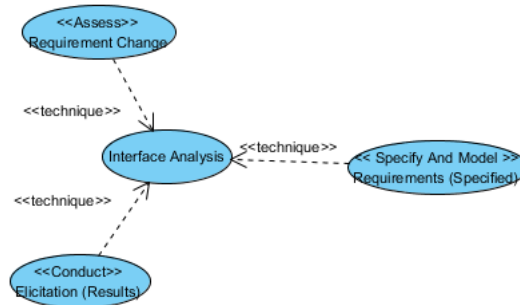 <<Assess>>
Requirement Change
<<technique>>
Interface Analysis
<<technique>>
<< Specify And Model >>
Requirements (Specified)
<<technique>>
<<Conduct>>
Elicitation (Results)